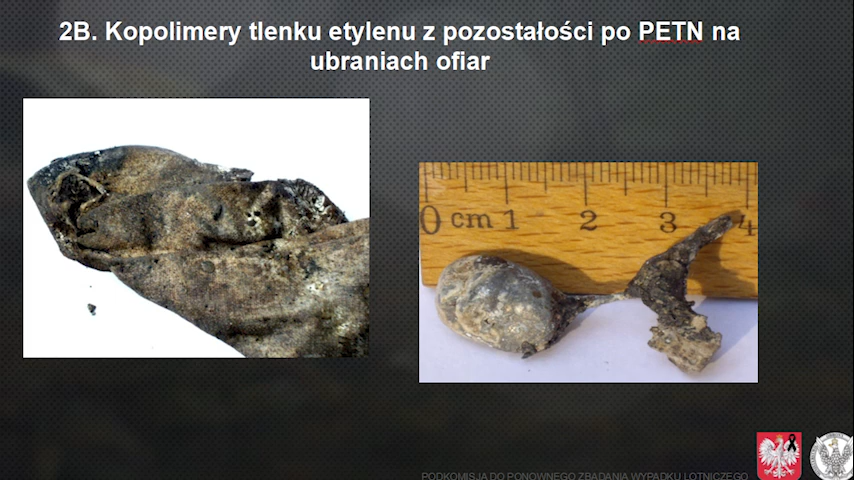 2B. Kopolimery tlenku etylenu z pozostałości po PETN na
ubraniach ofiar
0 cm 1 2 3 4
PODKOMISJA DO PONOWNEGO ZBADANIA WYPADKU LOTNICZEGO